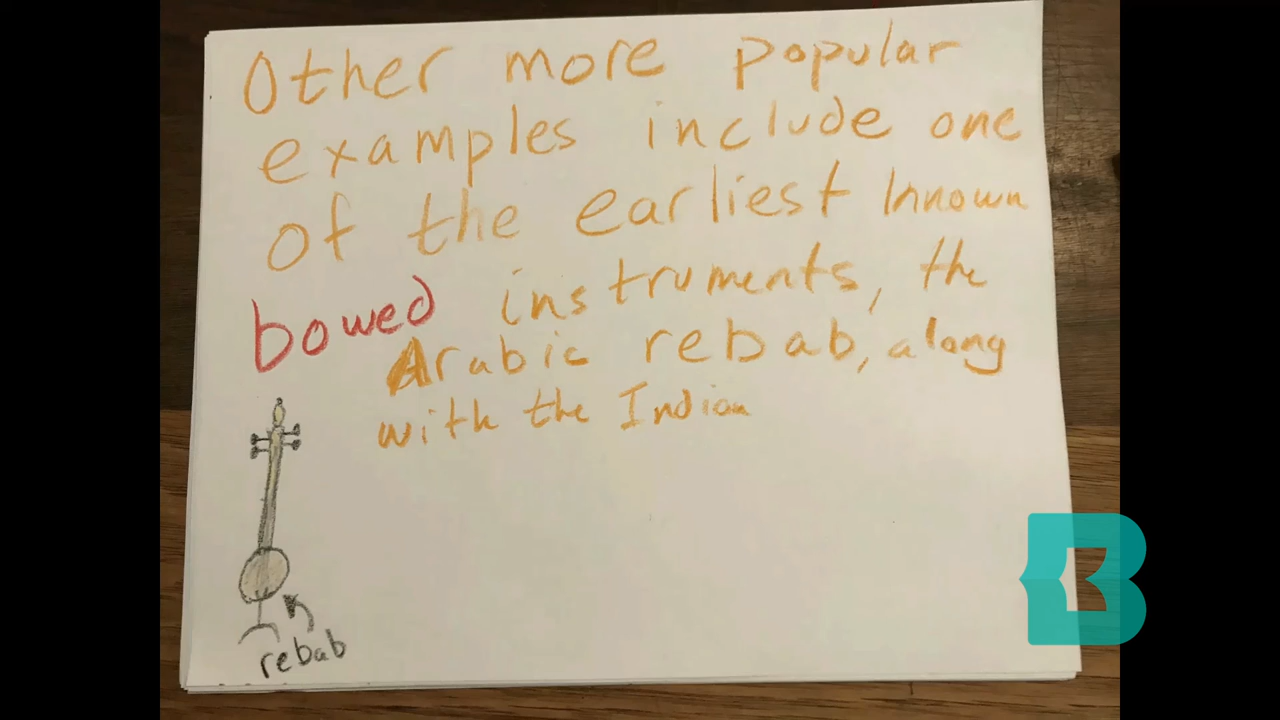 Other more popular
examples include one
of the earliest known
bowed instruments, the
Arabic rebab, along
with the Indian
rebab